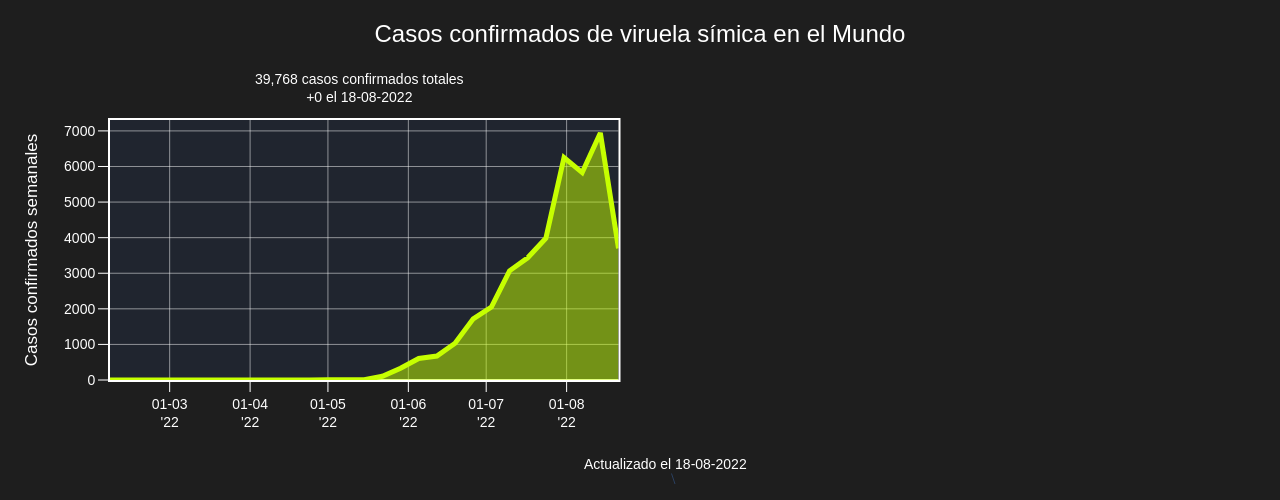 Casos confirmados de viruela símica en el Mundo
39,768 casos confirmados totales
+0 el 18-08-2022
Casos confirmados semanales
7000
6000
5000
4000
3000
2000
1000
0
01-03 01-04 01-05 01-06 01-07 01-08
'22 '22 '22 '22 '22 '22
Actualizado el 18-08-2022
\